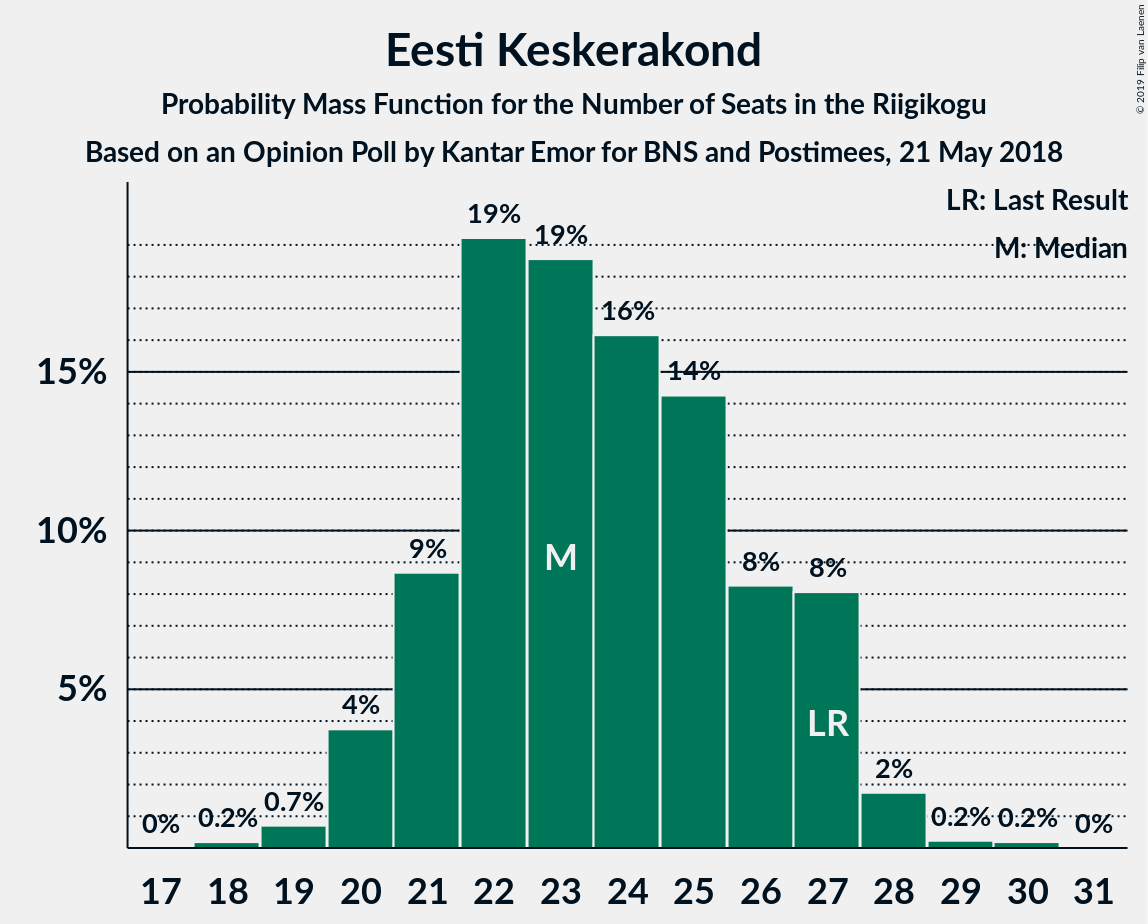 Eesti Keskerakond
Probability Mass Function for the Number of Seats in the Riigikogu
Based on an Opinion Poll by Kantar Emor for BNS and Postimees, 21 May 2018
© 2019 Filip van Laenen
LR: Last Result
M: Median
15%
10%
5%
0%
0.2%
0.7%
4%
9%
19%
19%
16%
14%
8%
8%
2%
0.2%
0.2%
0%
M
LR
17 18 19 20 21 22 23 24 25 26 27 28 29 30 31